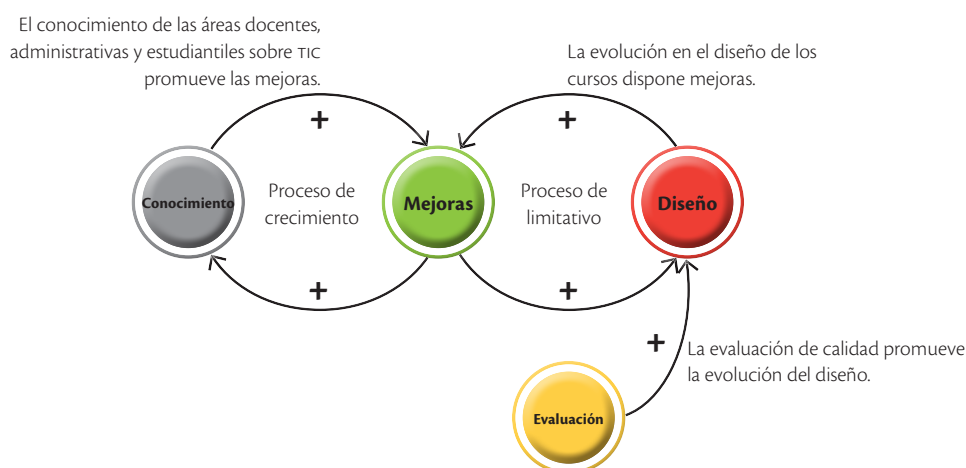 El conocimiento de las áreas docentes,
administrativas y estudiantiles sobre TIC
promueve las mejoras.
La evolución en el diseño de los
cursos dispone mejoras.
+
+
Conocimiento
Proceso de
crecimiento
Mejoras
Proceso de
limitativo
Diseño
+
+
+
La evaluación de calidad promueve
la evolución del diseño.
Evaluación